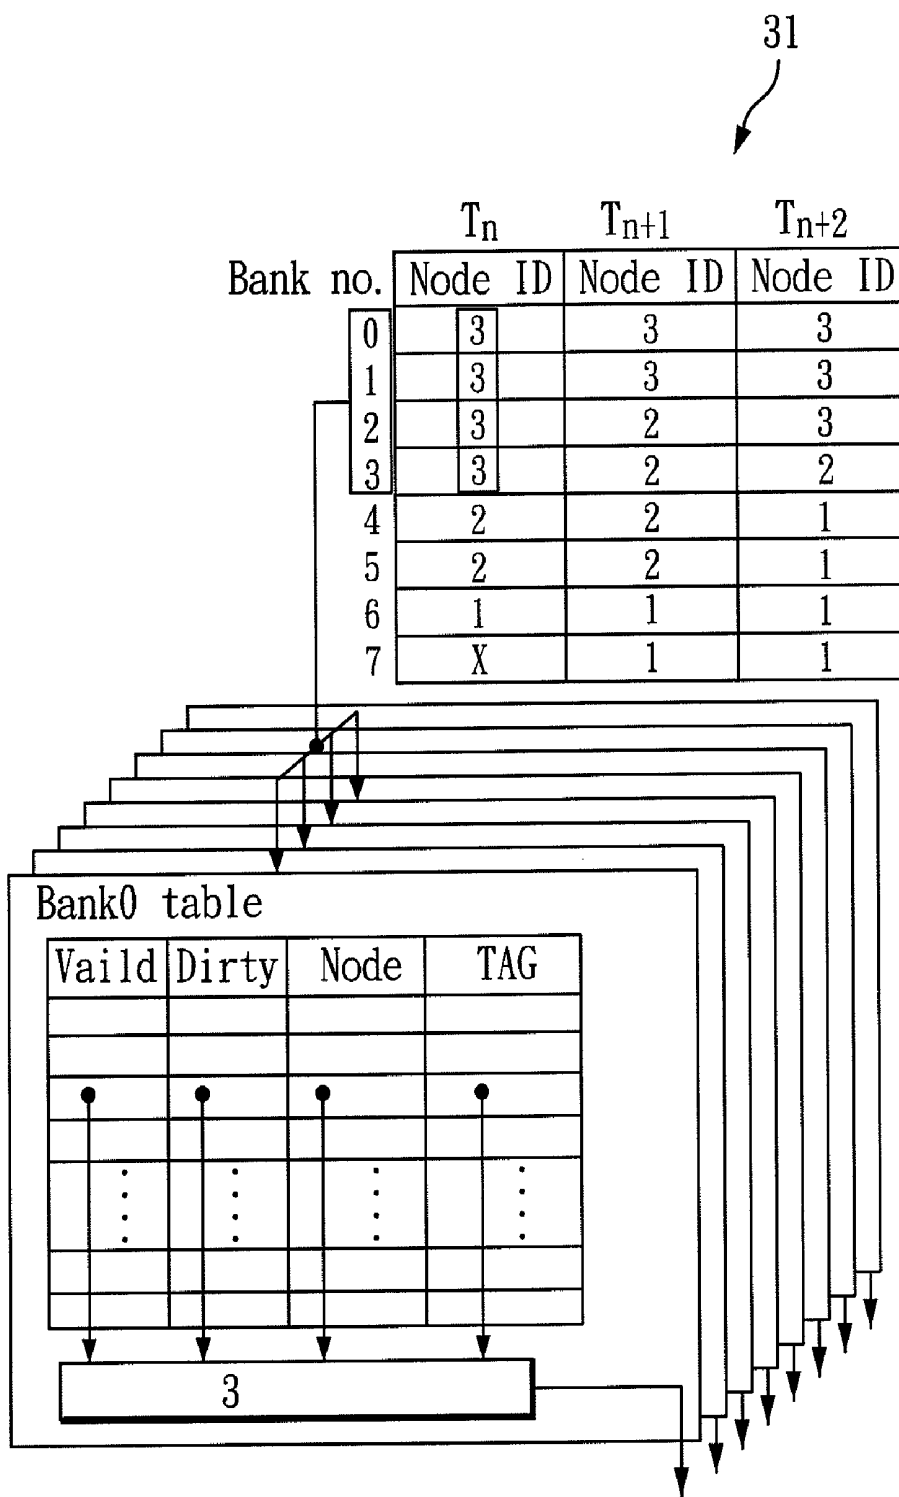 31
Tn Tn+1 Tn+2
Bank no. Node ID Node ID Node ID
0 3 3 3
1 3 3 3
2 3 2 3
3 3 2 2
4 2 2 1
5 2 2 1
6 1 1 1
7 X 1 1
Bank0 table
Vaild Dirty Node TAG
3